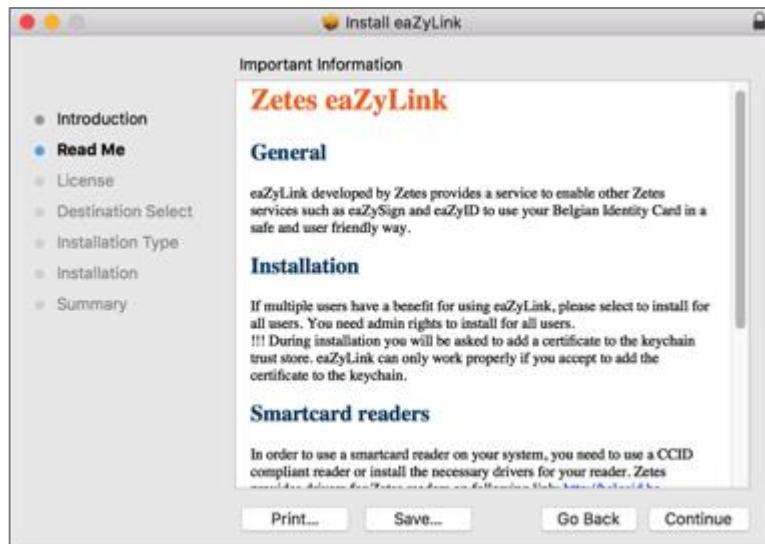 Install eaZyLink
Important Information
Introduction
Read Me
License
Destination Select
Installation Type
Installation
Summary
Zetes eaZyLink
General
eaZyLink developed by Zetes provides a service to enable other Zetes
services such as eaZySign and eaZyID to use your Belgian Identity Card in a
safe and user friendly way.
Installation
If multiple users have a benefit for using eaZyLink, please select to install for
all users. You need admin rights to install for all users.
!!! During installation you will be asked to add a certificate to the keychain
trust store. eaZyLink can only work properly if you accept to add the
certificate to the keychain.
Smartcard readers
In order to use a smartcard reader on your system, you need to use a CCID
compliant reader or install the necessary drivers for your reader. Zetes
Print...
Save...
Go Back
Continue